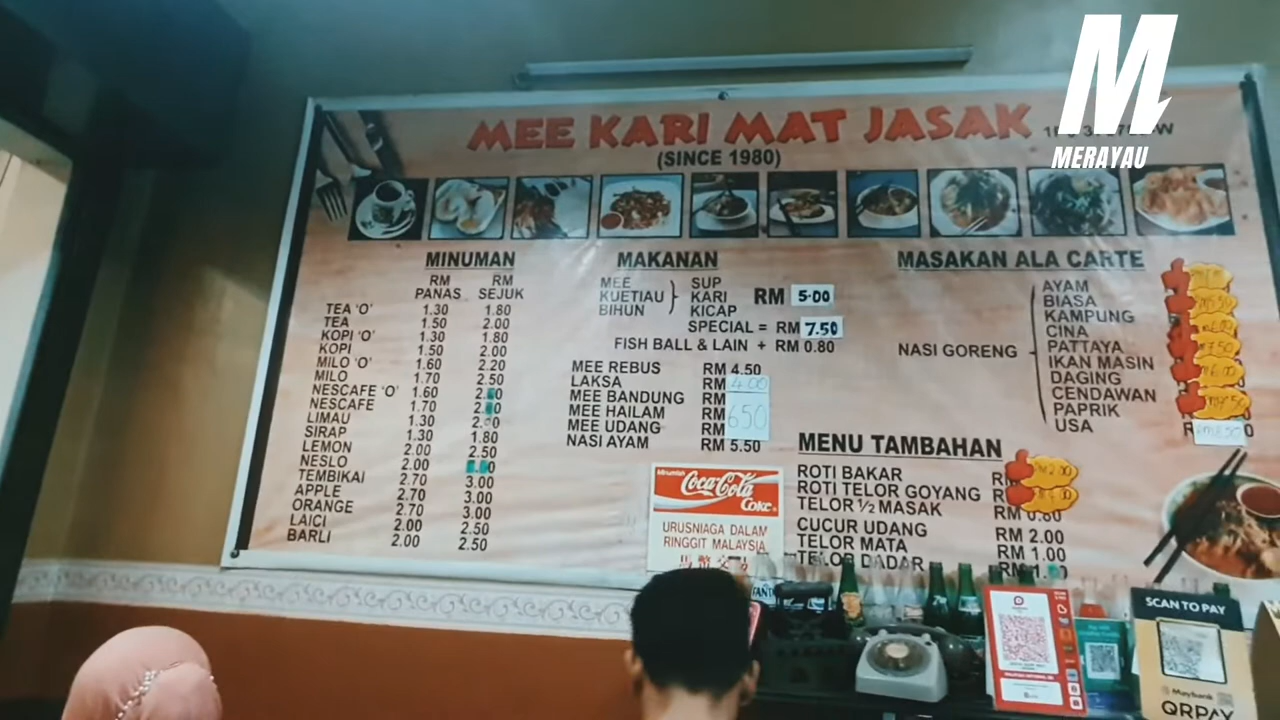 M
MERAYAU
MEE KARI MAT JASAK
(SINCE 1980)
MINUMAN
RM RM
PANAS SEJUK
TEA 'O' 1.30 1.80
TEA 1.50 2.00
KOPI 'O' 1.30 1.80
KOPI 1.50 2.00
MILO 'O' 1.60 2.20
MILO 1.70 2.50
NESCAFE 'O' 1.60
NESCAFE 1.70
LIMAU 1.30
SIRAP 1.30 1.80
LEMON 2.00 2.50
NESLO 2.00
TEMBIKAI 2.70 3.00
APPLE 2.70 3.00
ORANGE 2.70 3.00
LAICI 2.00 2.50
BARLI 2.00 2.50
MAKANAN
MEE SUP
KUETIAU KARI RM 5.00
BIHUN KICAP
SPECIAL = RM 7.50
FISH BALL & LAIN + RM 0.80
MEE REBUS RM 4.50
LAKSA RM 4.00
MEE BANDUNG RM
MEE HAILAM RM 650
MEE UDANG RM
NASI AYAM RM 5.50
MASAKAN ALA CARTE
NASI GORENG
AYAM
BIASA
KAMPUNG
CINA
PATTAYA
IKAN MASIN
DAGING
CENDAWAN
PAPRIK
USA
MENU TAMBAHAN
ROTI BAKAR
ROTI TELOR GOYANG
TELOR ½ MASAK RM 0.80
CUCUR UDANG RM 2.00
TELOR MATA RM 1.00
TELOR DADAR RM
Minumlah
Coca-Cola
Coke
URUSNIAGA DALAM
RINGGIT MALAYSIA
SCAN TO PAY
Maybank
QRPAY